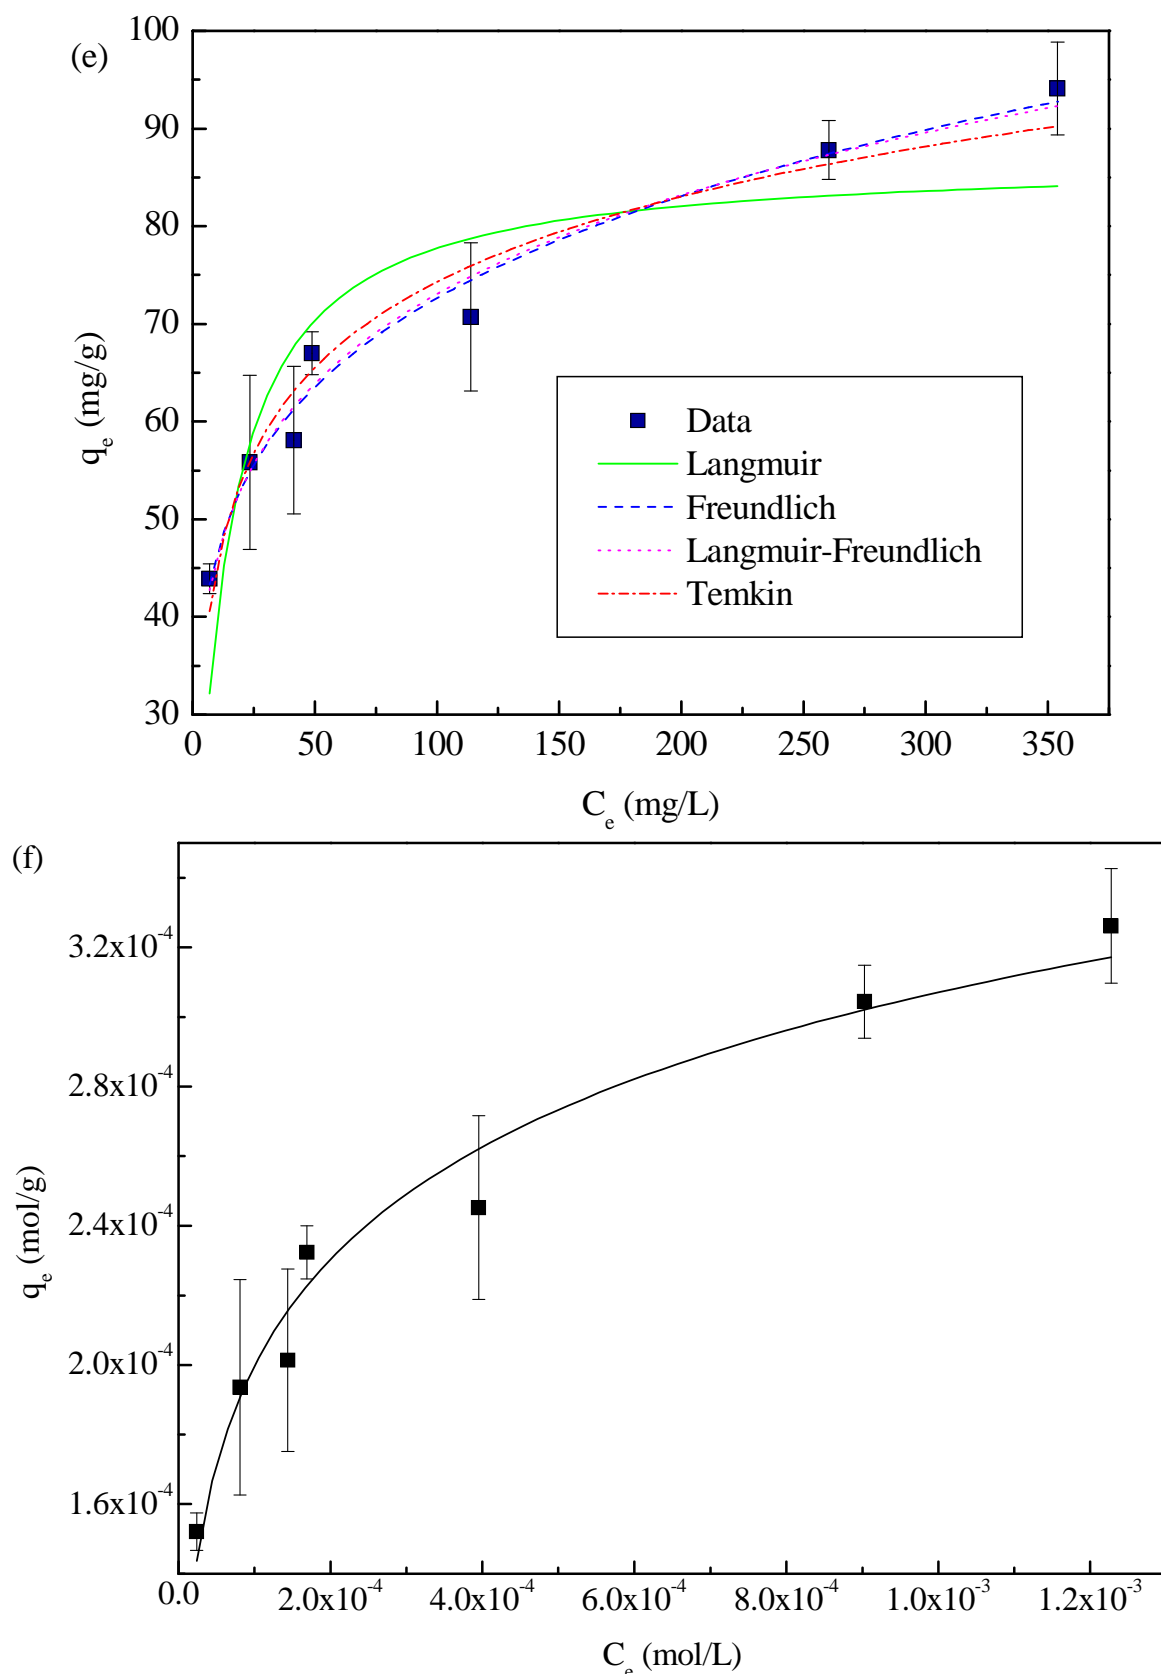 (e)
100
90
80
70
60
50
40
30
q_e (mg/g)
Data
Langmuir
Freundlich
Langmuir-Freundlich
Temkin
0 50 100 150 200 250 300 350
C_e (mg/L)
(f)
3.2x10^-4
2.8x10^-4
2.4x10^-4
2.0x10^-4
1.6x10^-4
q_e (mol/g)
0.0 2.0x10^-4 4.0x10^-4 6.0x10^-4 8.0x10^-4 1.0x10^-3 1.2x10^-3
C_e (mol/L)